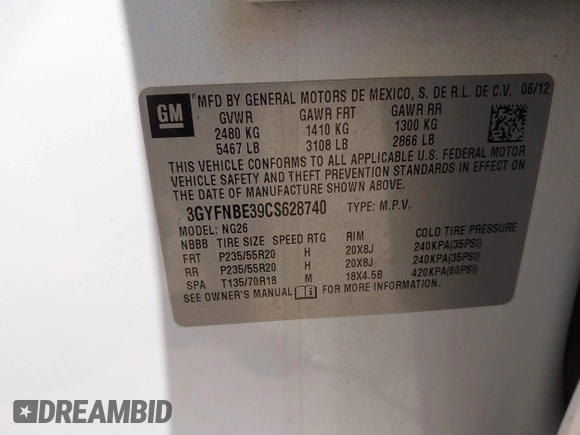 GM
MFD BY GENERAL MOTORS DE MEXICO, S. DE R.L. DE C.V. 06/12
GVWR GAWR FRT GAWR RR
2480 KG 1410 KG 1300 KG
5467 LB 3108 LB 2866 LB
THIS VEHICLE CONFORMS TO ALL APPLICABLE U.S. FEDERAL MOTOR
VEHICLE SAFETY AND THEFT PREVENTION STANDARDS IN EFFECT ON
THE DATE OF MANUFACTURE SHOWN ABOVE.
3GYFNBE39CS628740 TYPE: M.P.V.
MODEL: NG26
NBBB TIRE SIZE SPEED RTG RIM COLD TIRE PRESSURE
FRT P235/55R20 H 20X8J 240KPA(35PSI)
RR P235/55R20 H 20X8J 240KPA(35PSI)
SPA T135/70R18 M 18X4.5B 420KPA(60PSI)
SEE OWNER'S MANUAL i FOR MORE INFORMATION.
DREAMBID